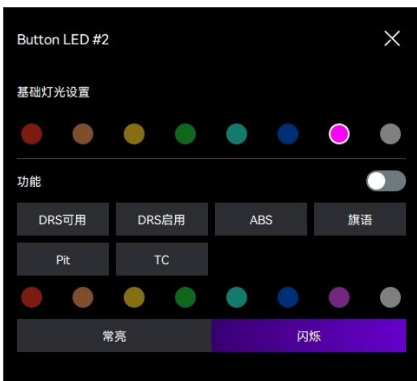 Button LED #2
基础灯光设置
功能
DRS可用 DRS启用 ABS 旗语
Pit TC
常亮 闪烁